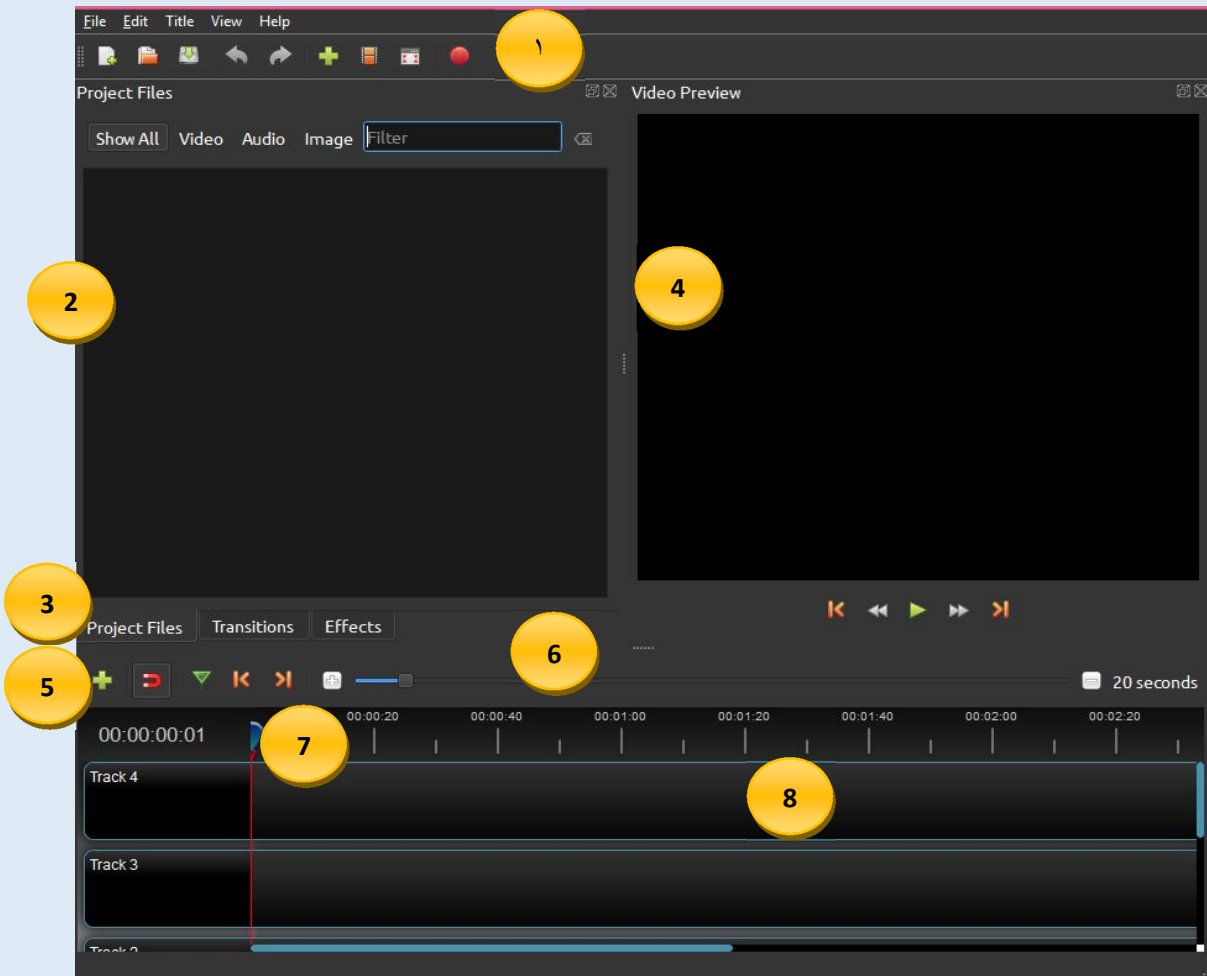 File Edit Title View Help
١
Project Files
Video Preview
Show All Video Audio Image Filter
2
4
3
Project Files Transitions Effects
6
5
20 seconds
00:00:20 00:00:40 00:01:00 00:01:20 00:01:40 00:02:00 00:02:20
00:00:00:01
7
Track 4
8
Track 3
Track 2